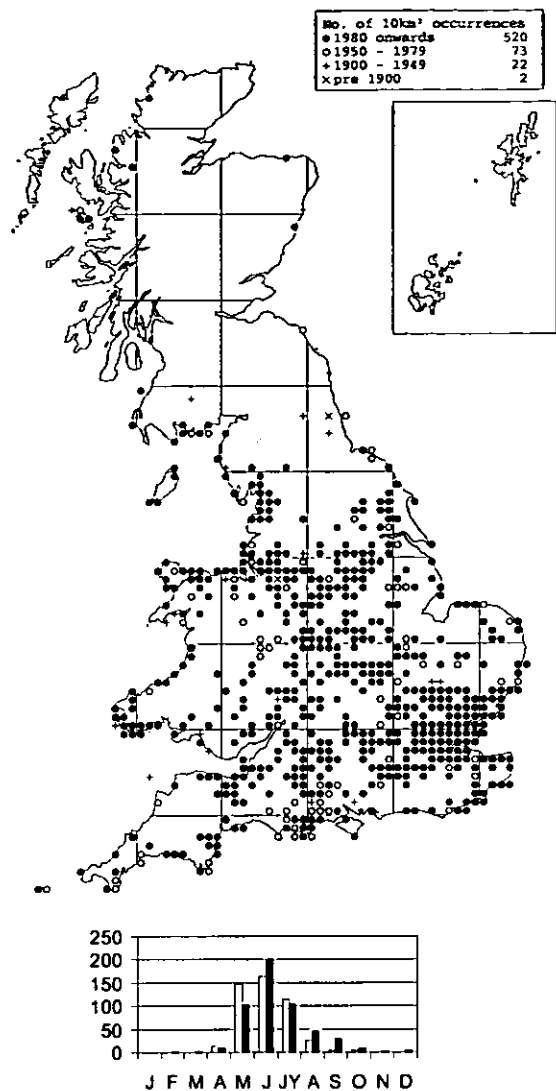 No. of 10km² occurrences
● 1980 onwards 520
○ 1950 - 1979 73
+ 1900 - 1949 22
× pre 1900 2
250
200
150
100
50
0
J F M A M J JY A S O N D